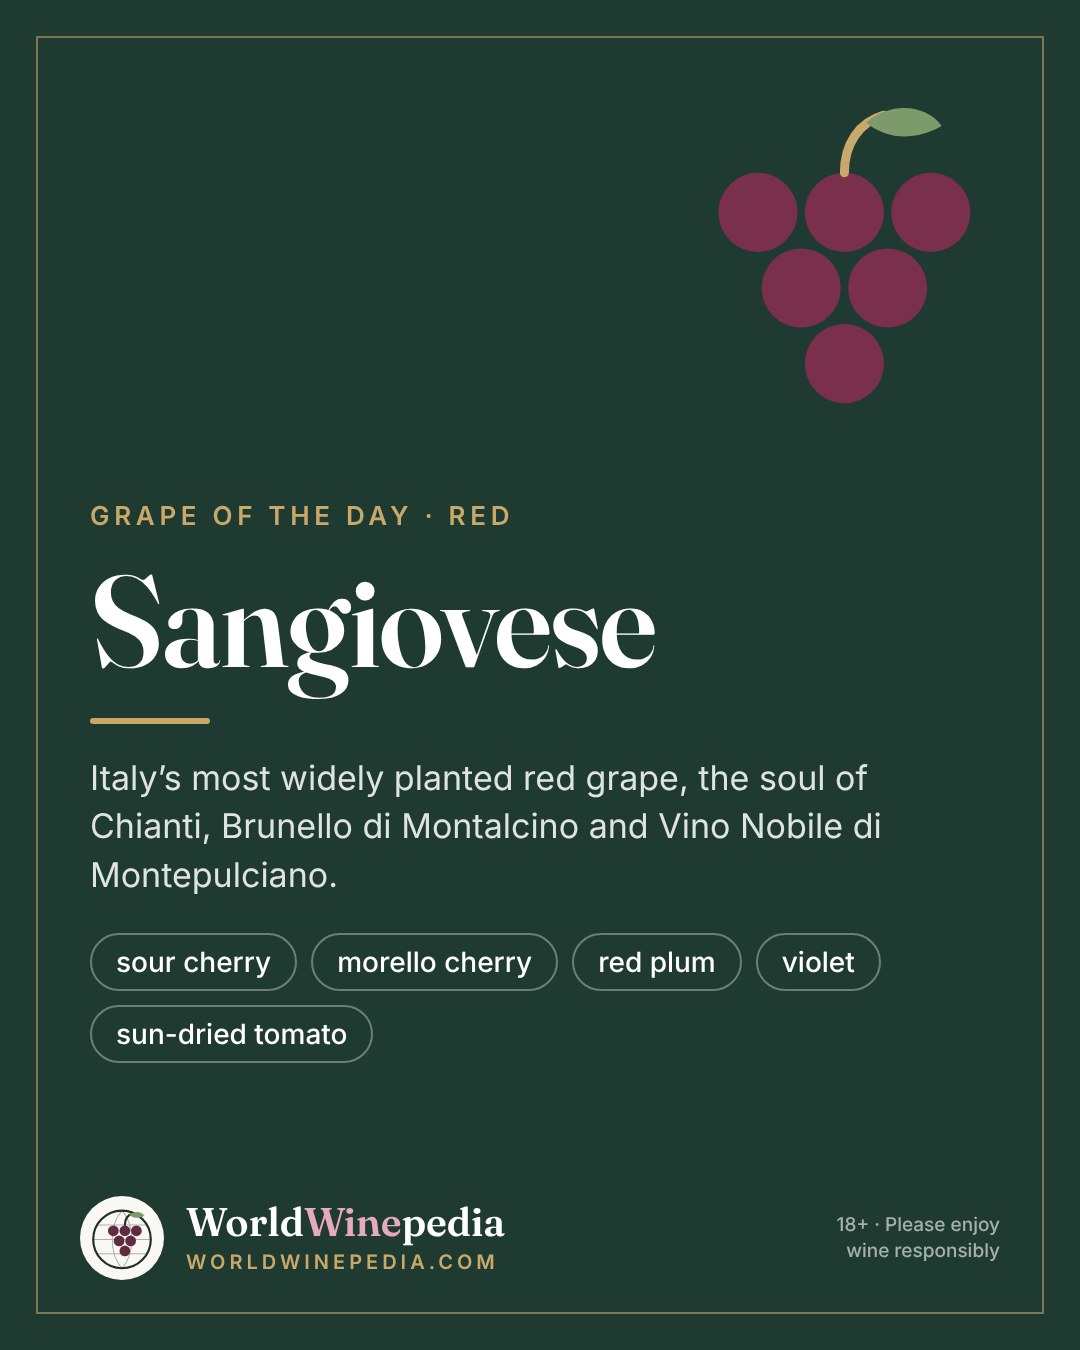 GRAPE OF THE DAY · RED
Sangiovese
Italy’s most widely planted red grape, the soul of
Chianti, Brunello di Montalcino and Vino Nobile di
Montepulciano.
sour cherry morello cherry red plum violet
sun-dried tomato
WorldWinepedia
WORLDWINEPEDIA.COM
18+ · Please enjoy
wine responsibly